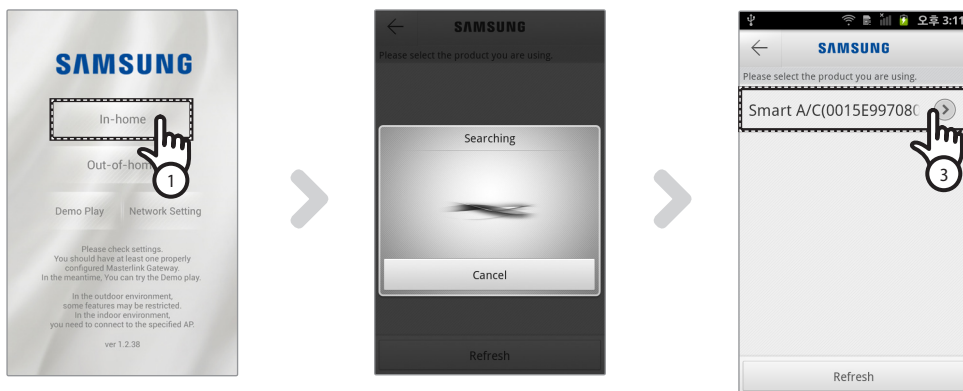 SAMSUNG
In-home
Out-of-hom
1
Demo Play
Network Setting
Please check settings.
You should have at least one properly
configured Masterlink Gateway.
In the meantime, You can try the Demo play.
In the outdoor environment,
some features may be restricted.
In the indoor environment,
you need to connect to the specified AP.
ver 1.2.38
SAMSUNG
Please select the product you are using.
Searching
Cancel
Refresh
오후 3:11
SAMSUNG
Please select the product you are using.
Smart A/C(0015E997080
3
Refresh